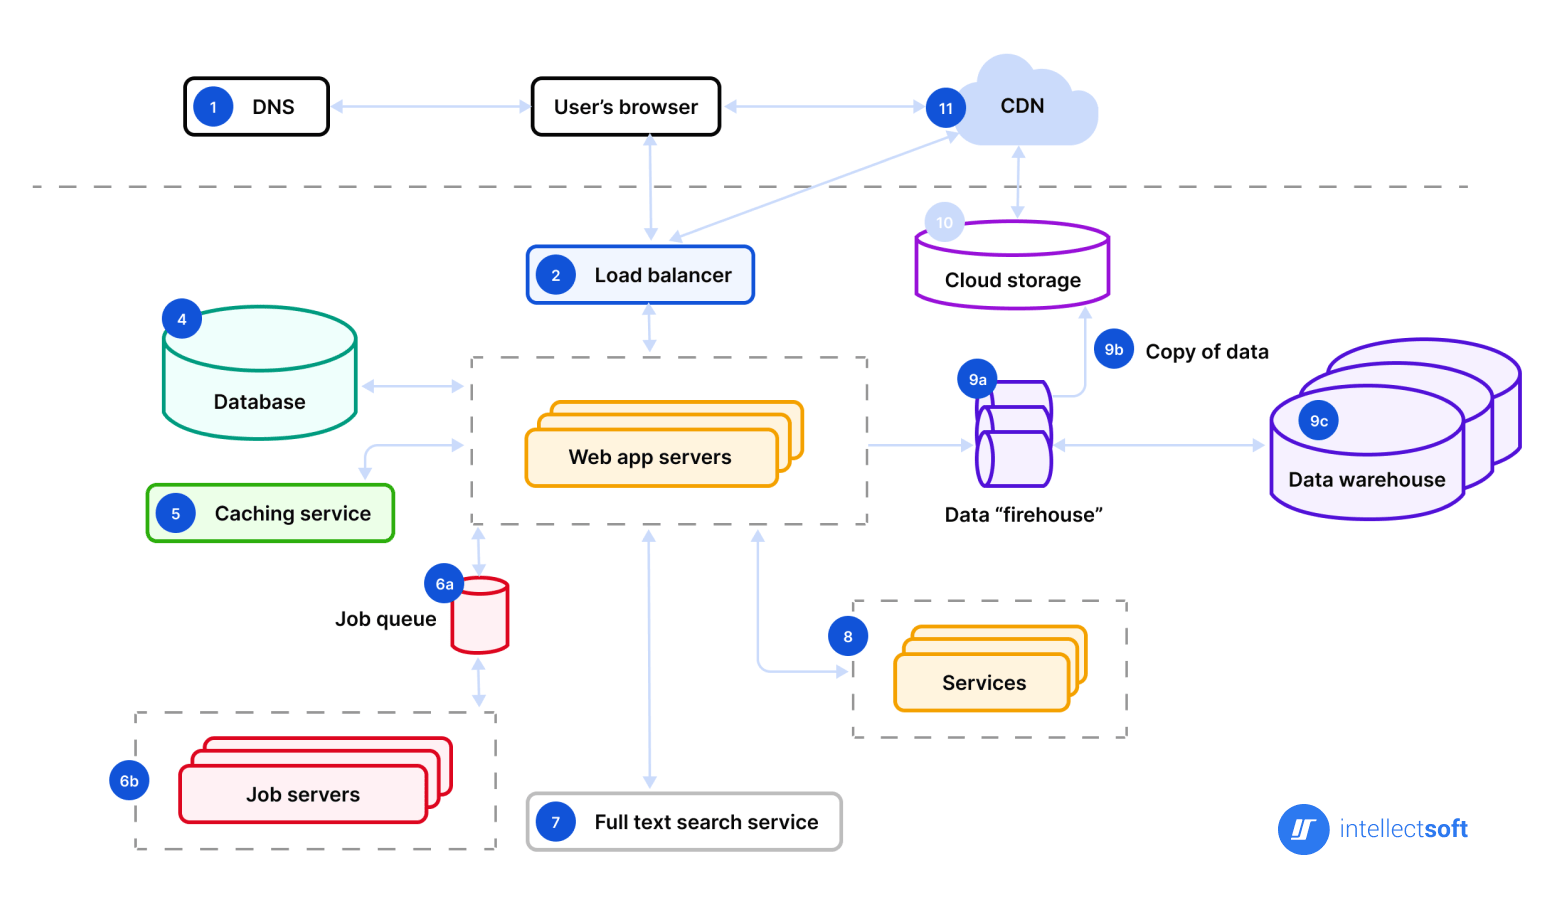 1 DNS
User's browser
11 CDN
2 Load balancer
10
Cloud storage
4
Database
9b Copy of data
9a
9c
Data warehouse
Web app servers
5 Caching service
Data “firehouse”
6a
Job queue
8
Services
6b
Job servers
7 Full text search service
intellectsoft